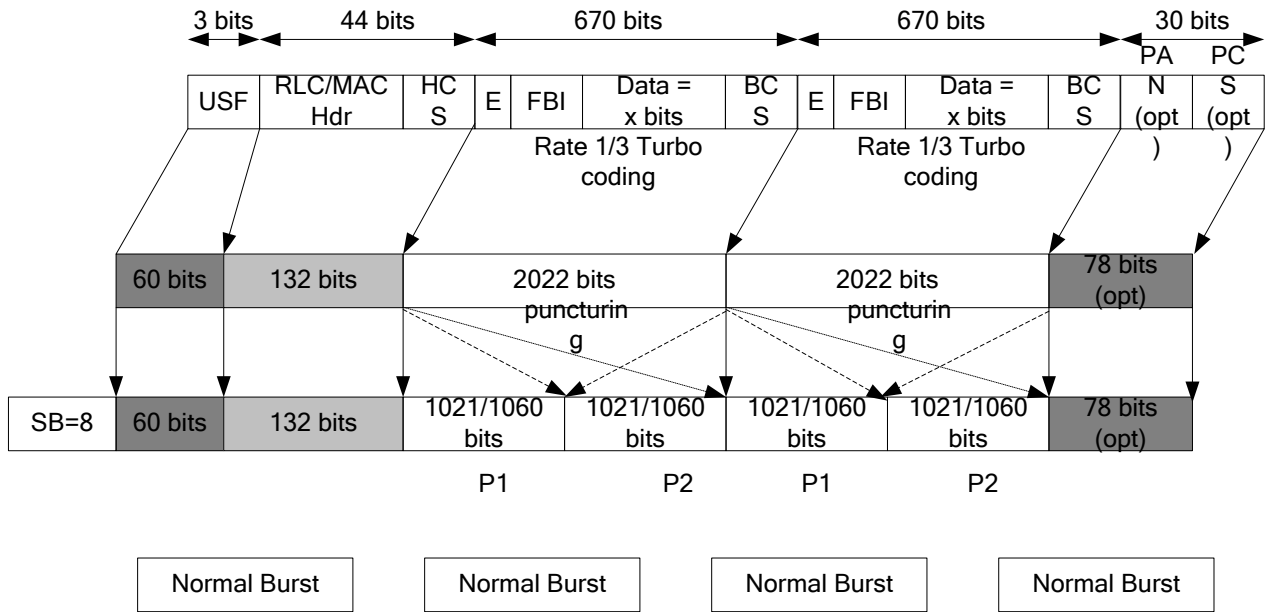 3 bits 44 bits 670 bits 670 bits 30 bits
USF
RLC/MAC
Hdr
HC
S
E
FBI
Data =
x bits
BC
S
E
FBI
Data =
x bits
BC
S
PA
N
(opt
)
PC
S
(opt
)
Rate 1/3 Turbo
coding
Rate 1/3 Turbo
coding
60 bits
132 bits
2022 bits
puncturin
g
2022 bits
puncturin
g
78 bits
(opt)
SB=8
60 bits
132 bits
1021/1060
bits
1021/1060
bits
1021/1060
bits
1021/1060
bits
78 bits
(opt)
P1 P2 P1 P2
Normal Burst Normal Burst Normal Burst Normal Burst